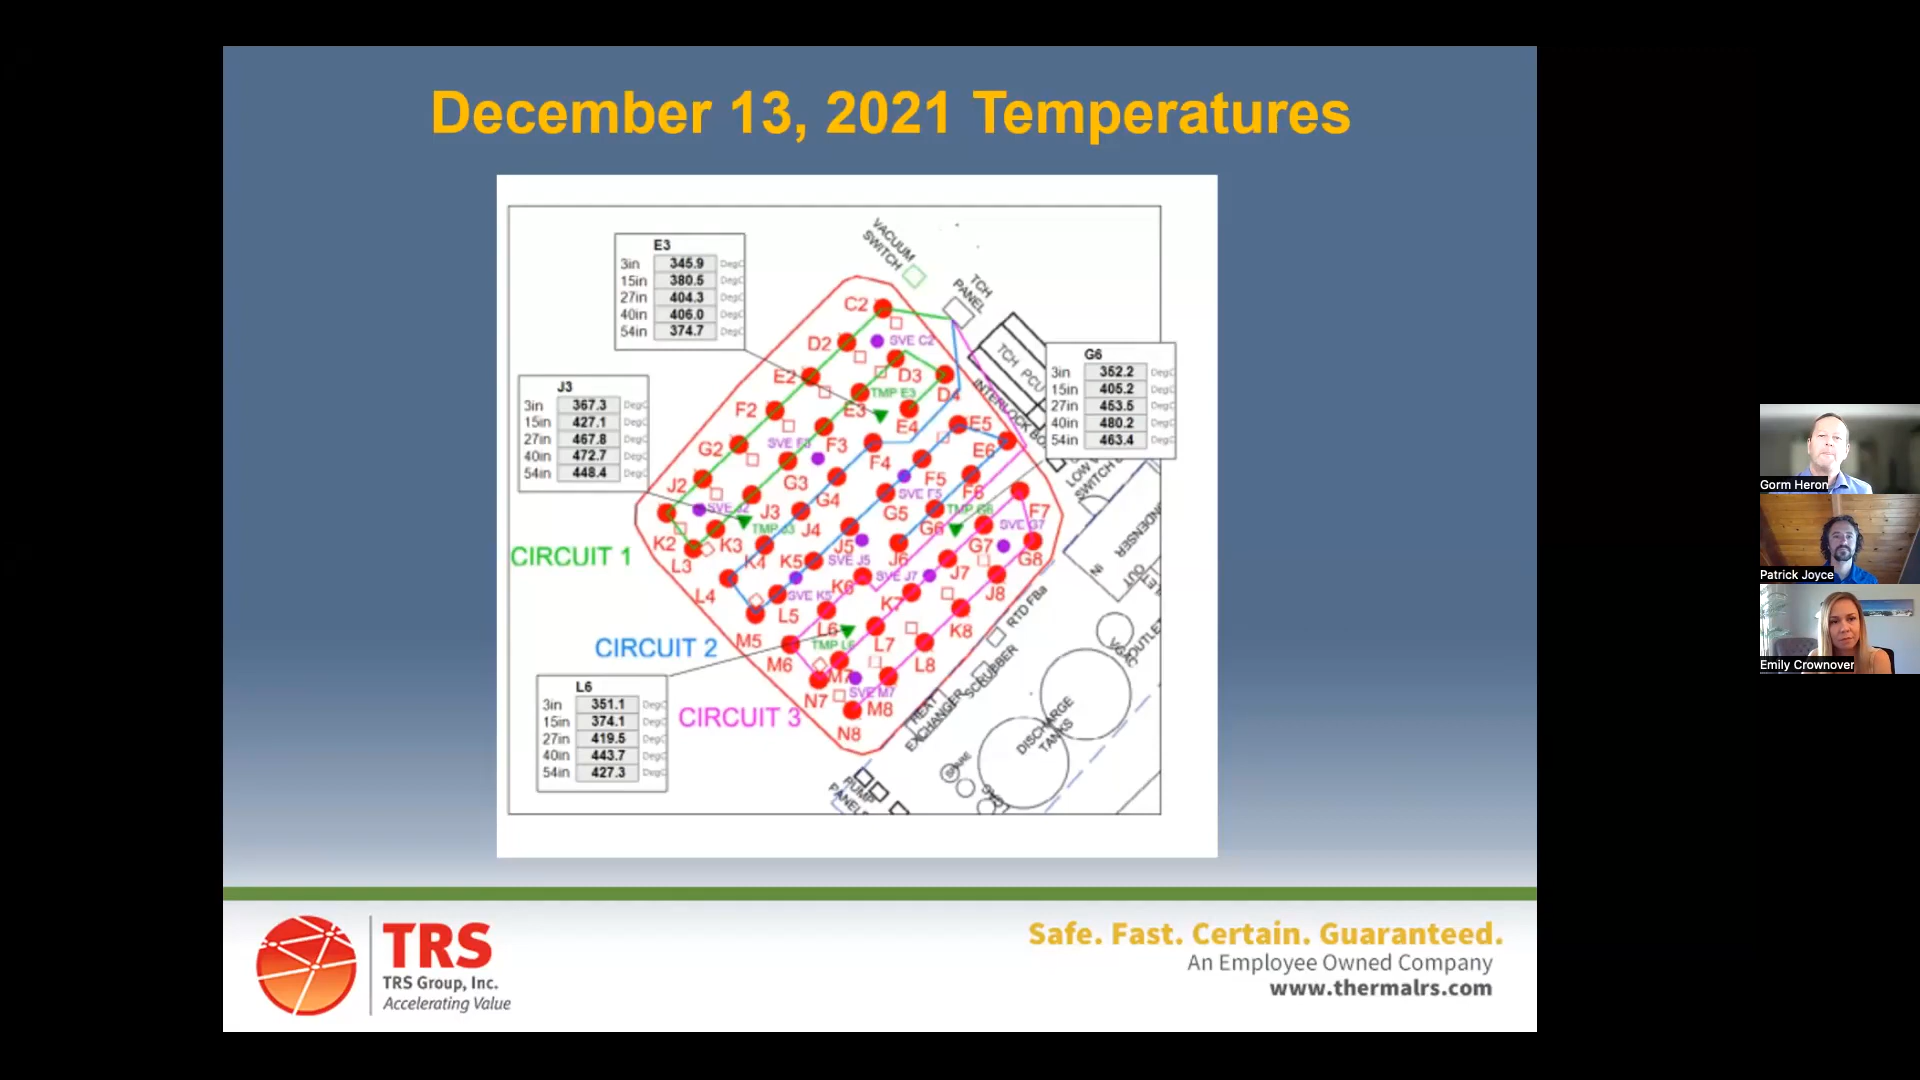 December 13, 2021 Temperatures
E3
3in 345.9 DegC
15in 380.5 DegC
27in 404.3 DegC
40in 406.0 DegC
54in 374.7 DegC
J3
3in 367.3 DegC
15in 427.1 DegC
27in 467.8 DegC
40in 472.7 DegC
54in 448.4 DegC
G6
3in 352.2 DegC
15in 405.2 DegC
27in 453.5 DegC
40in 480.2 DegC
54in 463.4 DegC
L6
3in 351.1 DegC
15in 374.1 DegC
27in 419.5 DegC
40in 443.7 DegC
54in 427.3 DegC
VACUUM
SWITCH
TCH
PANEL
TCH PCU
INTERLOCK
C2
D2
SVE C2
E2
D3
D4
TMP E3
F2
E3
E4
E5
G2
F3
F4
E6
J2
G3
G4
F5
F6
SVE F5
SVE J2
J3
TMP J3
J4
G5
G6
TMP G6
F7
SVE G7
K2
K3
K4
K5
J5
J6
G7
G8
L3
SVE J5
SVE J7
J7
J8
L4
K6
K7
K8
SVE K5
L5
L6
L7
L8
M5
TMP L6
M6
M7
N7
SVE M7
M8
N8
CIRCUIT 1
CIRCUIT 2
CIRCUIT 3
RTD FBa
SCRUBBER
HEAT
EXCHANGER
DISCHARGE
TANKS
SPARE
VGAC
OUTLET
IN
OUT
PUMP
TRS
TRS Group, Inc.
Accelerating Value
Safe. Fast. Certain. Guaranteed.
An Employee Owned Company
www.thermalrs.com
Gorm Heron
Patrick Joyce
Emily Crownover